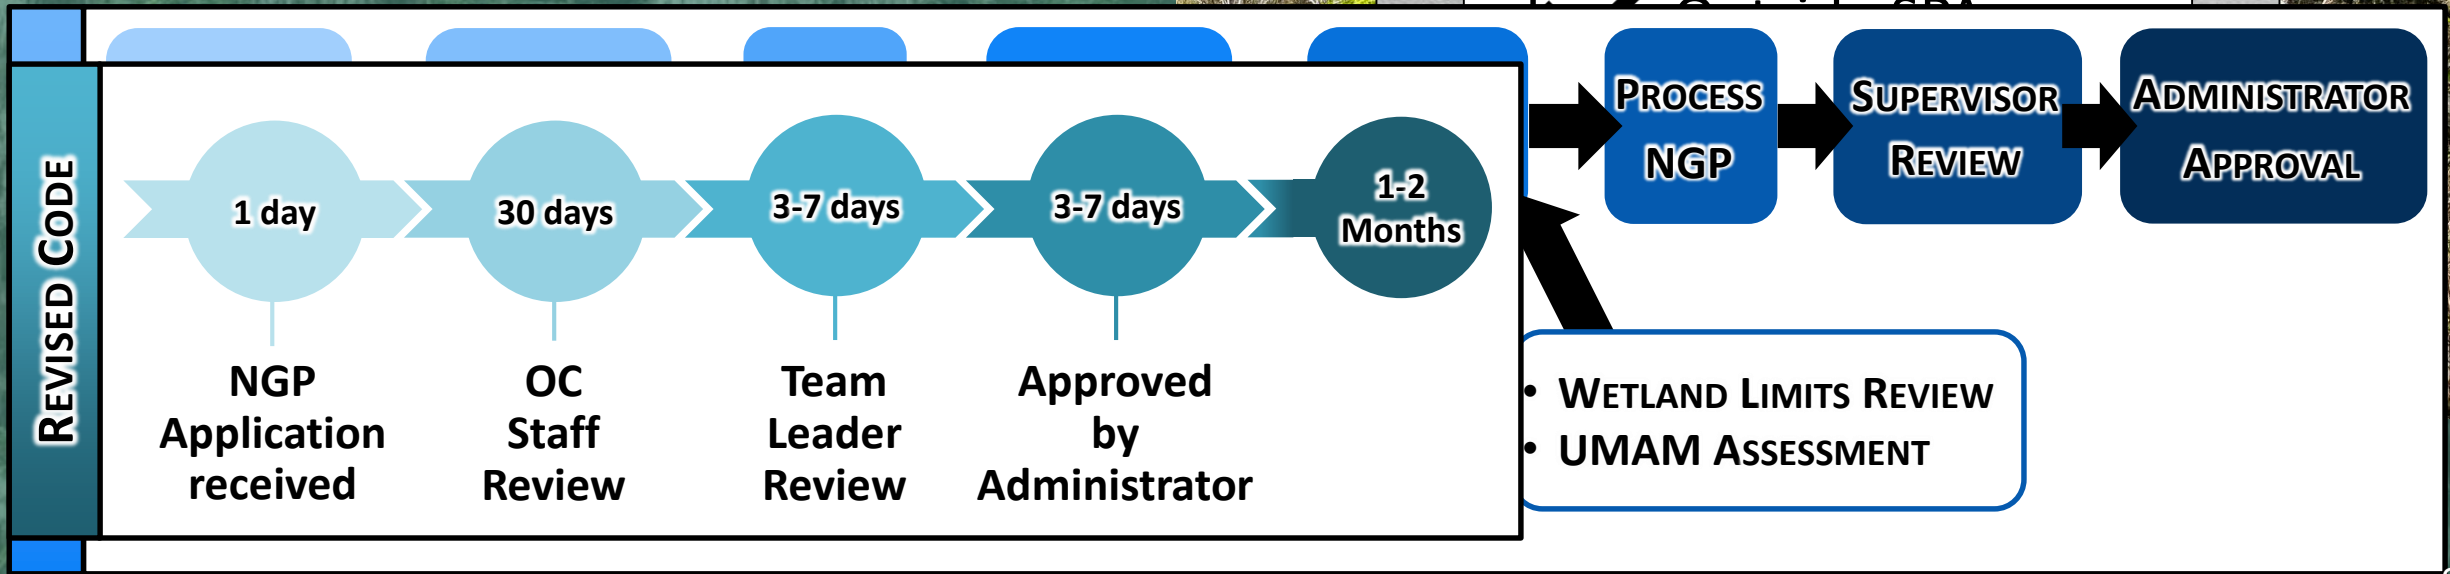 REVISED CODE
1 day
30 days
3-7 days
3-7 days
1-2
Months
NGP
Application
received
OC
Staff
Review
Team
Leader
Review
Approved
by
Administrator
PROCESS
NGP
SUPERVISOR
REVIEW
ADMINISTRATOR
APPROVAL
• WETLAND LIMITS REVIEW
• UMAM ASSESSMENT